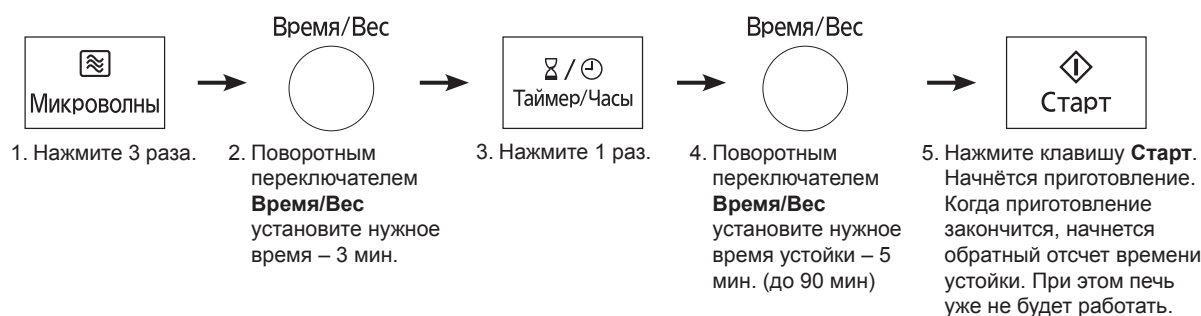 Время/Вес
Время/Вес
Микроволны
Таймер/Часы
Старт
1. Нажмите 3 раза.
2. Поворотным
переключателем
Время/Вес
установите нужное
время – 3 мин.
3. Нажмите 1 раз.
4. Поворотным
переключателем
Время/Вес
установите нужное
время устойки – 5
мин. (до 90 мин)
5. Нажмите клавишу Старт.
Начнётся приготовление.
Когда приготовление
закончится, начнется
обратный отсчет времени
устойки. При этом печь
уже не будет работать.